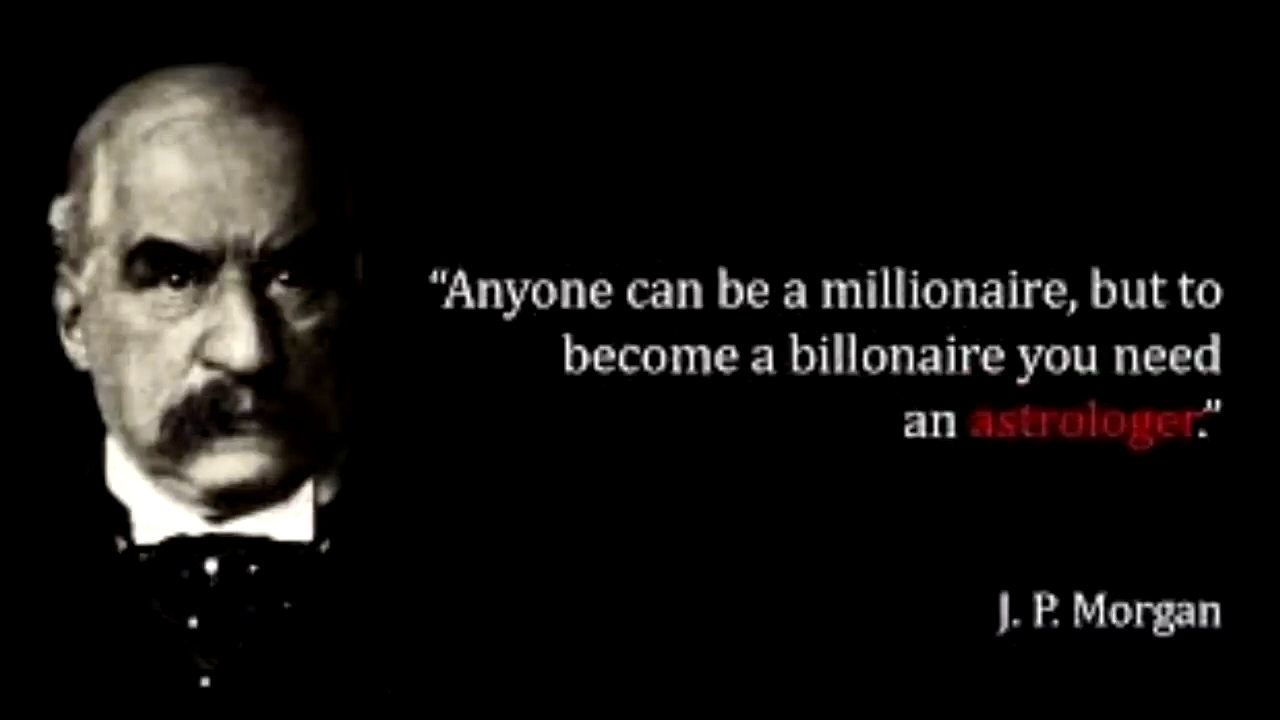 “Anyone can be a millionaire, but to
become a billonaire you need
an astrologer.”
J. P. Morgan